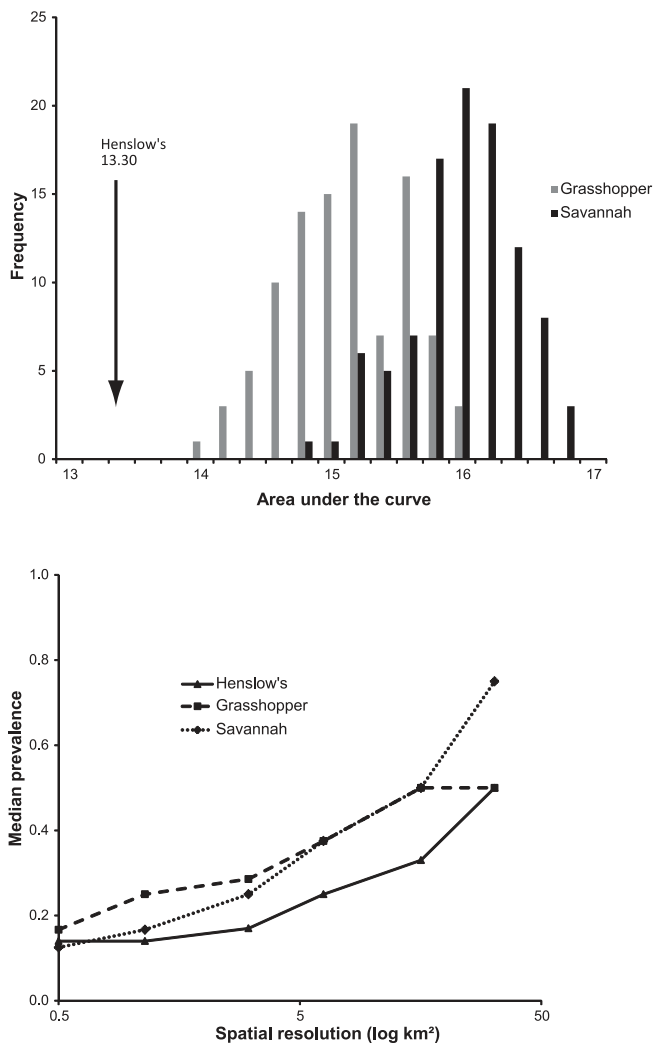 25
20
15
10
5
0
Frequency
Henslow's
13.30
Grasshopper
Savannah
13 14 15 16 17
Area under the curve
1.0
0.8
0.6
0.4
0.2
0.0
Median prevalence
Henslow's
Grasshopper
Savannah
0.5 5 50
Spatial resolution (log km²)